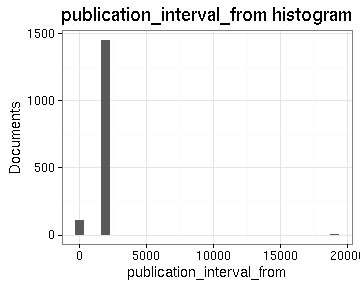 publication_interval_from histogram
1500
1000
500
0
Documents
0 5000 10000 15000 20000
publication_interval_from